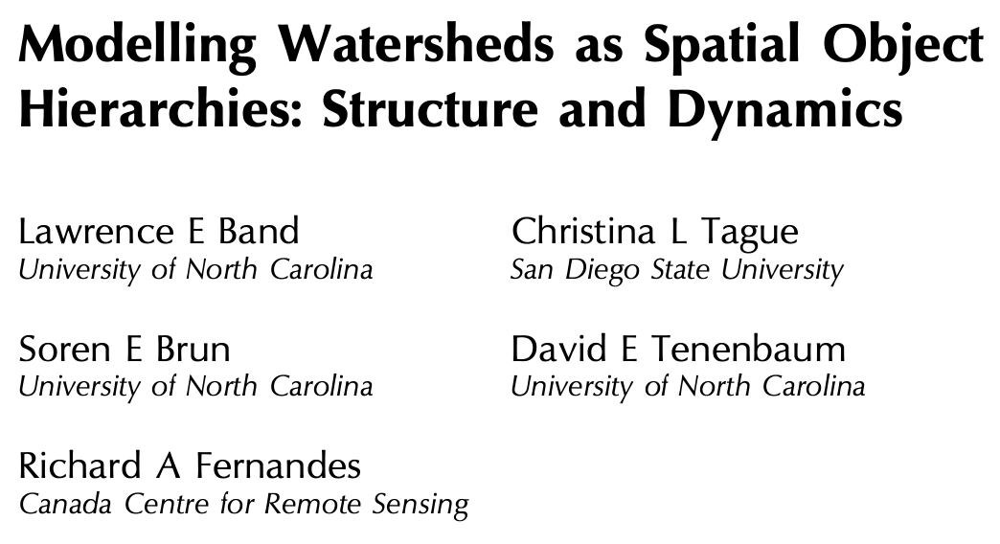 Modelling Watersheds as Spatial Object
Hierarchies: Structure and Dynamics
Lawrence E Band
University of North Carolina
Christina L Tague
San Diego State University
Soren E Brun
University of North Carolina
David E Tenenbaum
University of North Carolina
Richard A Fernandes
Canada Centre for Remote Sensing